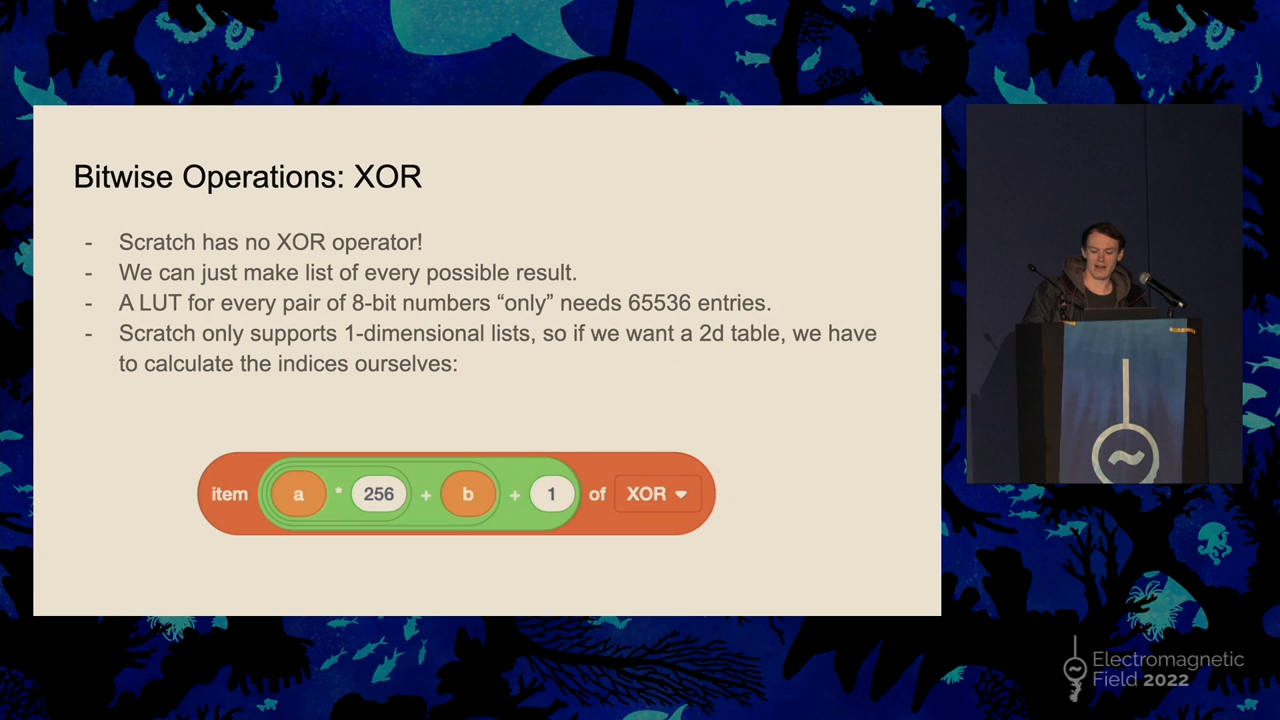 Bitwise Operations: XOR
- Scratch has no XOR operator!
- We can just make list of every possible result.
- A LUT for every pair of 8-bit numbers “only” needs 65536 entries.
- Scratch only supports 1-dimensional lists, so if we want a 2d table, we have
to calculate the indices ourselves:
item a * 256 + b + 1 of XOR
Electromagnetic
Field 2022